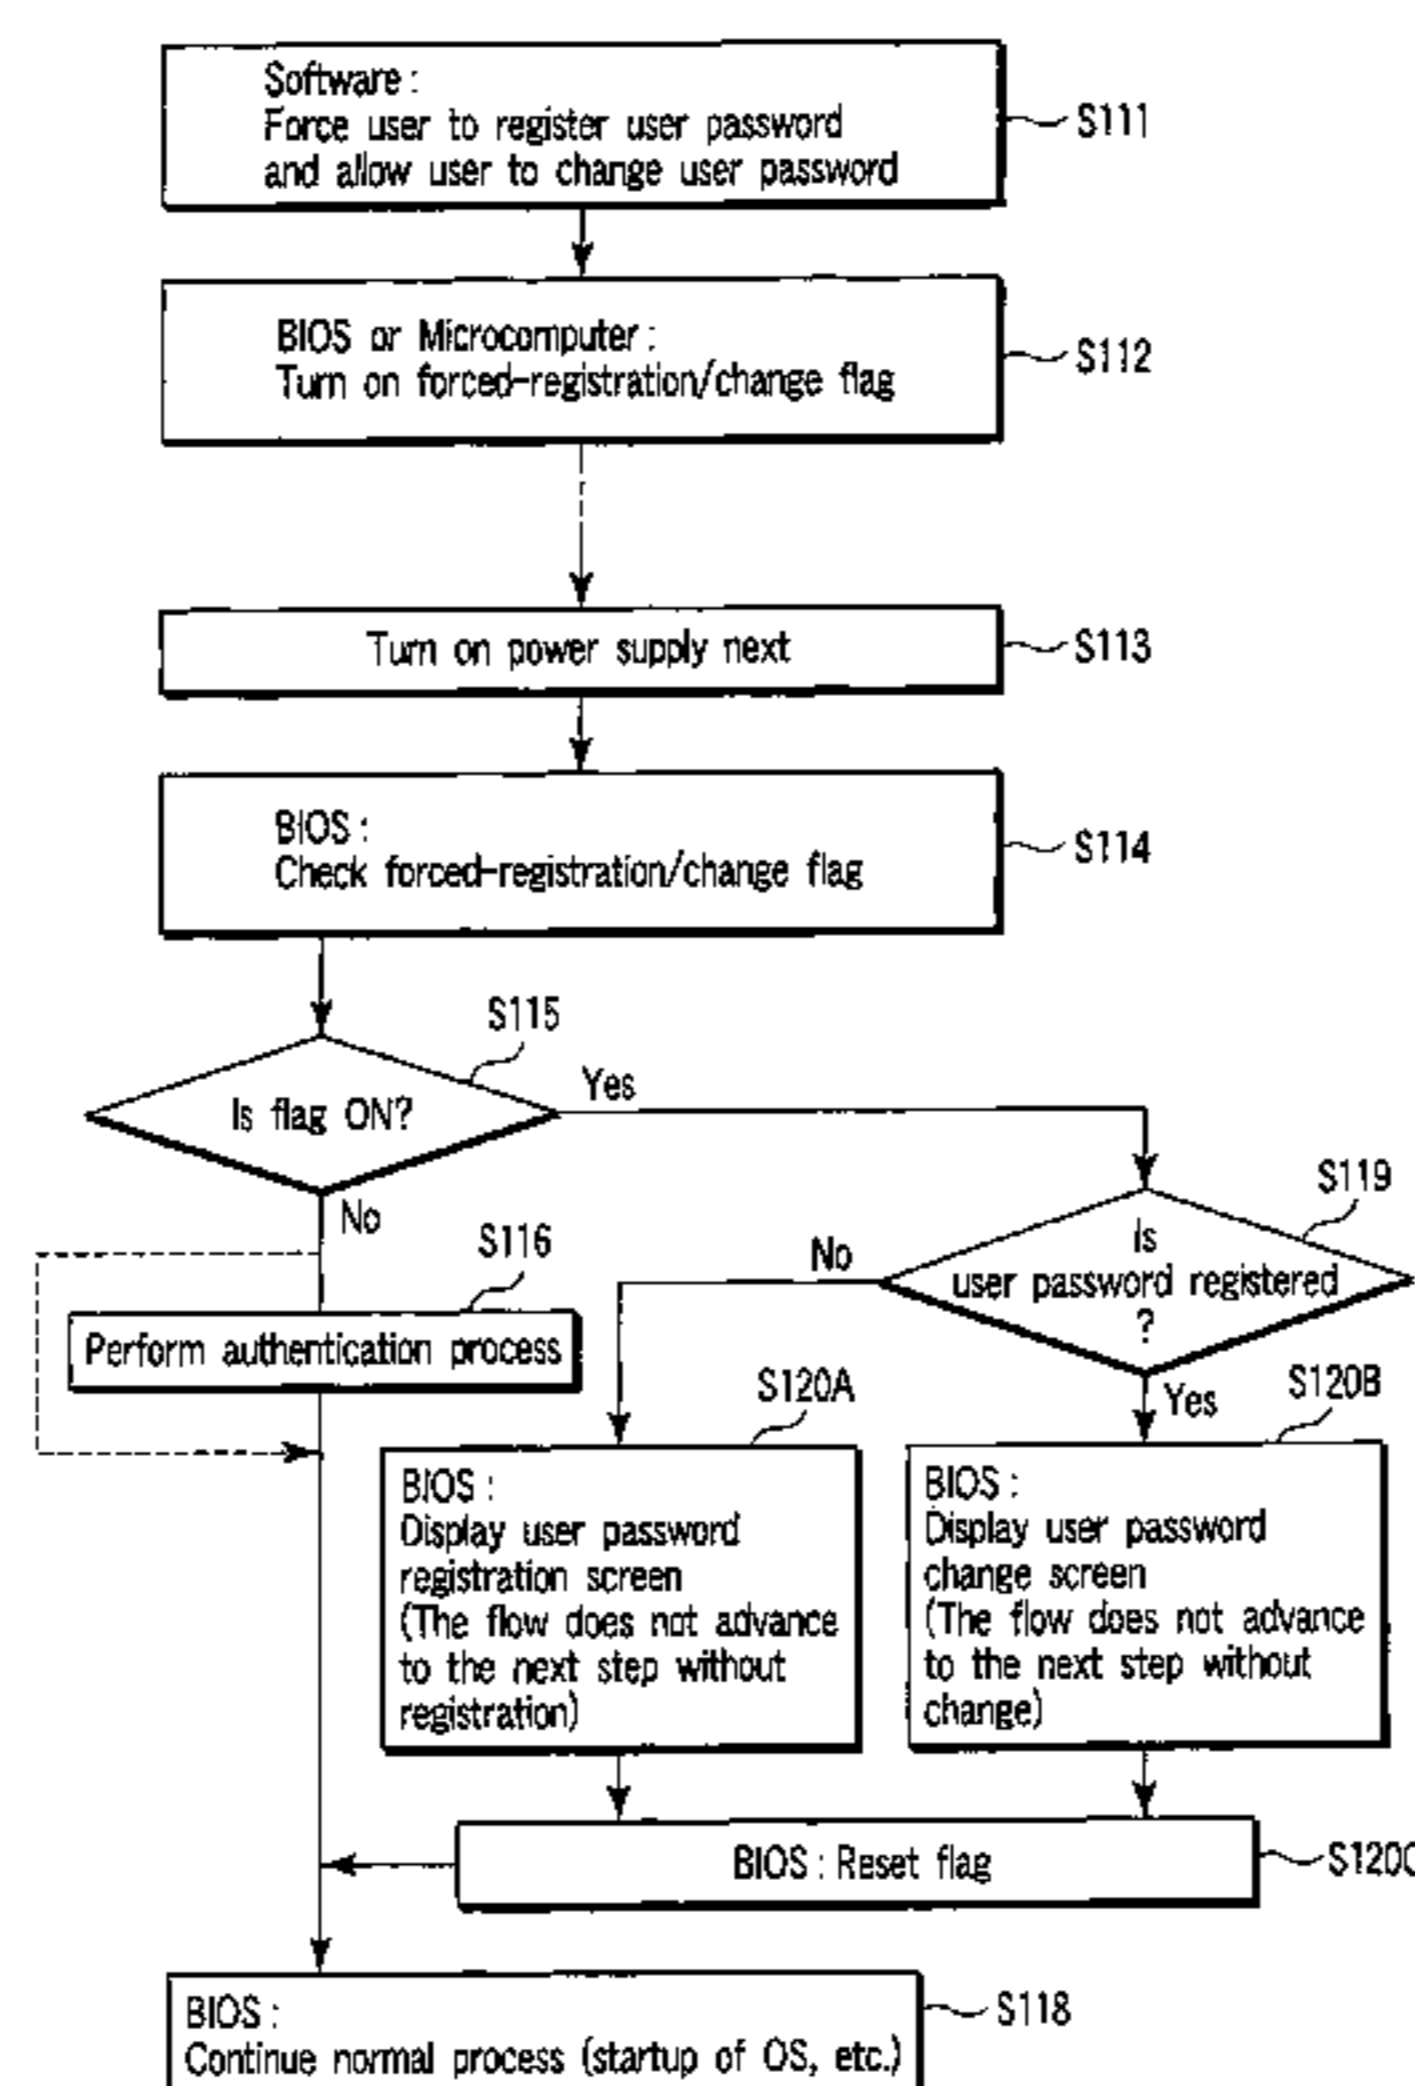 Software :
Force user to register user password
and allow user to change user password
S111
BIOS or Microcomputer :
Turn on forced-registration/change flag
S112
Turn on power supply next
S113
BIOS :
Check forced-registration/change flag
S114
S115
Is flag ON?
Yes
No
S119
Is
user password registered
?
No
Yes
S116
Perform authentication process
S120A
BIOS :
Display user password
registration screen
(The flow does not advance
to the next step without
registration)
S120B
BIOS :
Display user password
change screen
(The flow does not advance
to the next step without
change)
BIOS : Reset flag
S120C
BIOS :
Continue normal process (startup of OS, etc.)
S118